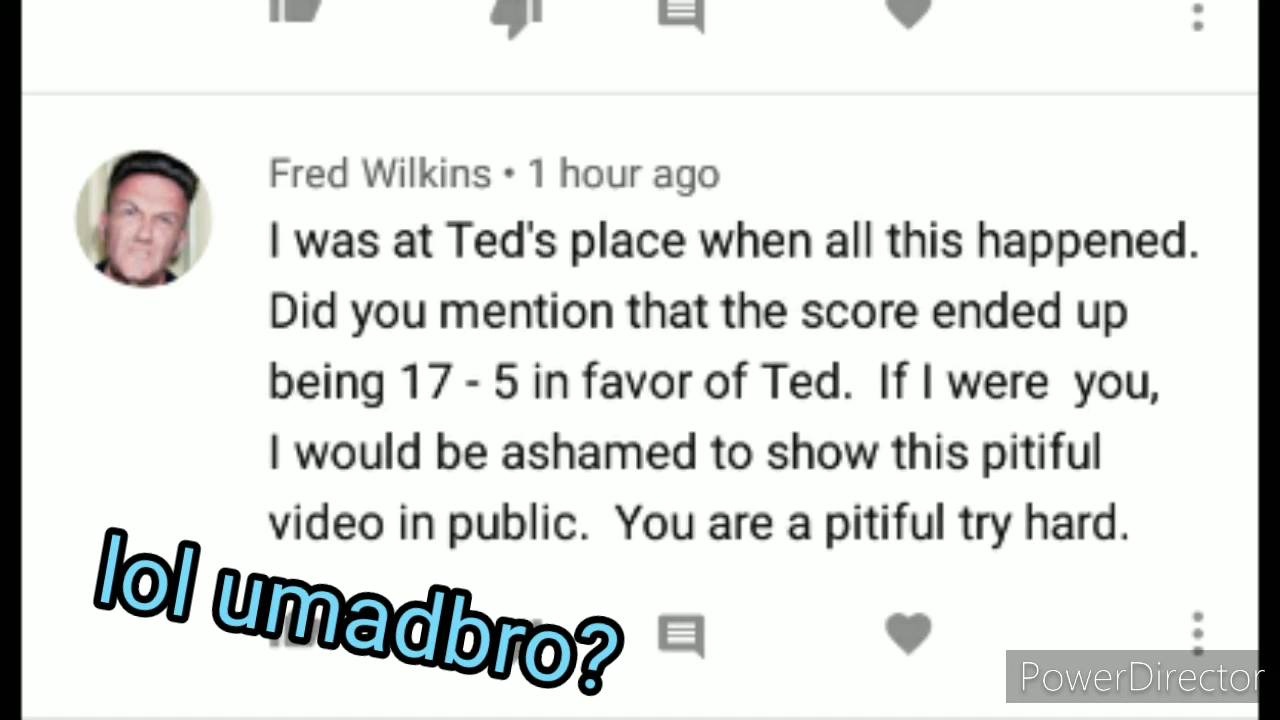 Fred Wilkins • 1 hour ago
I was at Ted's place when all this happened.
Did you mention that the score ended up
being 17 - 5 in favor of Ted.  If I were  you,
I would be ashamed to show this pitiful
video in public.  You are a pitiful try hard.
lol umadbro?
PowerDirector